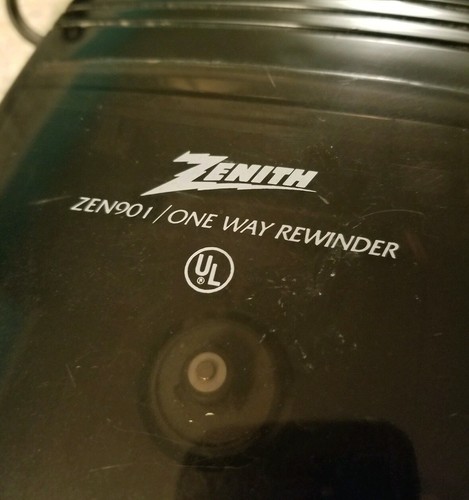 ZENITH
ZEN901 / ONE WAY REWINDER
UL
®